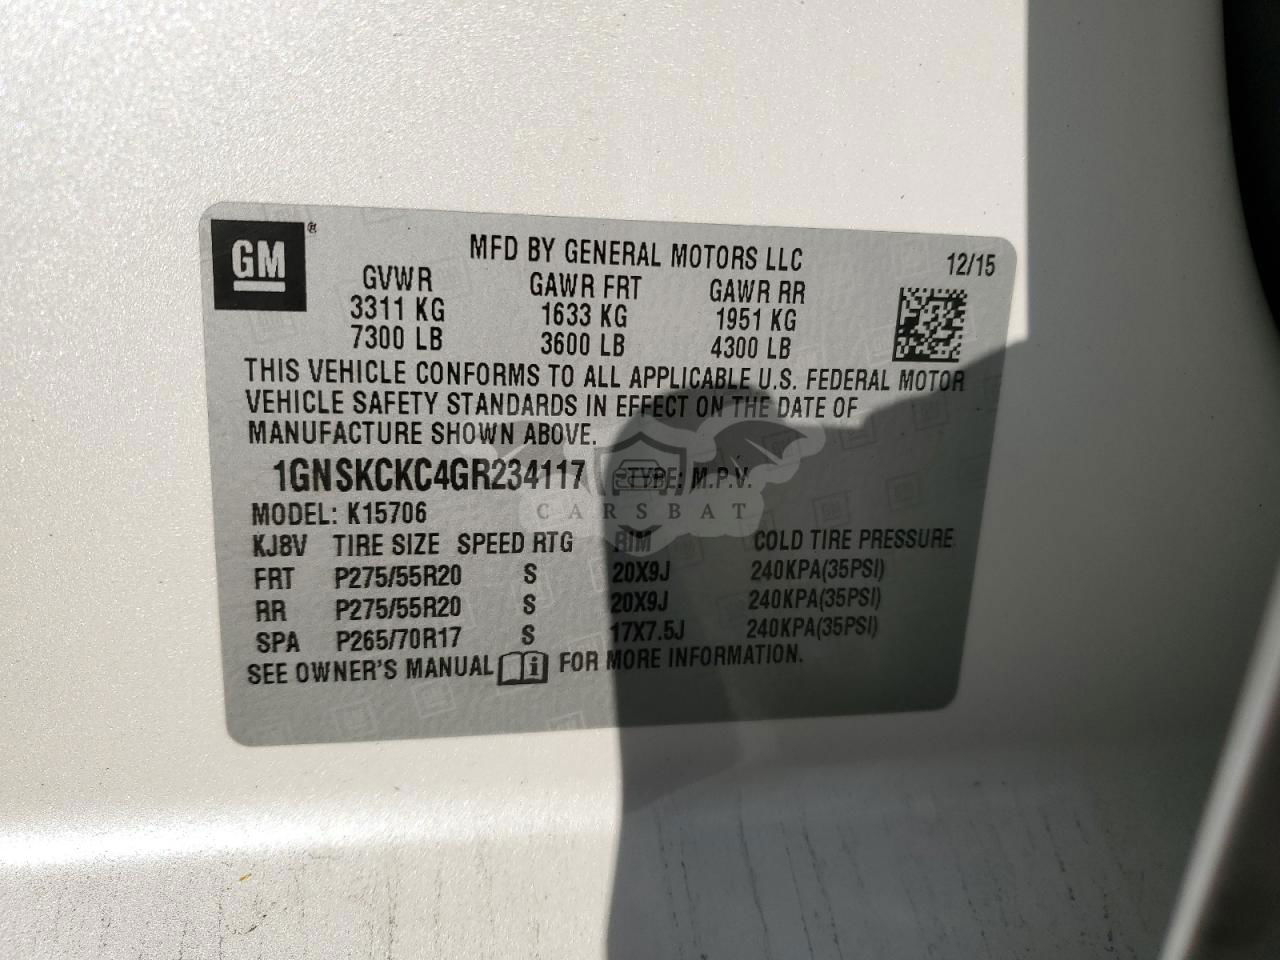 GM ®
MFD BY GENERAL MOTORS LLC 12/15
GVWR GAWR FRT GAWR RR
3311 KG 1633 KG 1951 KG
7300 LB 3600 LB 4300 LB
THIS VEHICLE CONFORMS TO ALL APPLICABLE U.S. FEDERAL MOTOR
VEHICLE SAFETY STANDARDS IN EFFECT ON THE DATE OF
MANUFACTURE SHOWN ABOVE.
1GNSKCKC4GR234117 TYPE: M.P.V.
CARSBAT
MODEL: K15706
KJ8V TIRE SIZE SPEED RTG RIM COLD TIRE PRESSURE
FRT P275/55R20 S 20X9J 240KPA(35PSI)
RR P275/55R20 S 20X9J 240KPA(35PSI)
SPA P265/70R17 S 17X7.5J 240KPA(35PSI)
SEE OWNER'S MANUAL i FOR MORE INFORMATION.